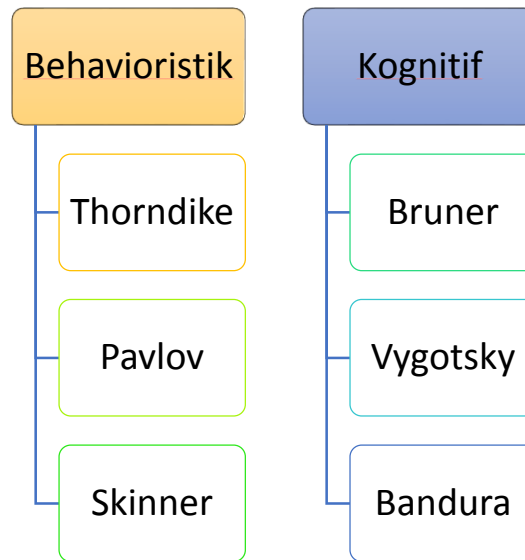 Behavioristik
Thorndike
Pavlov
Skinner
Kognitif
Bruner
Vygotsky
Bandura